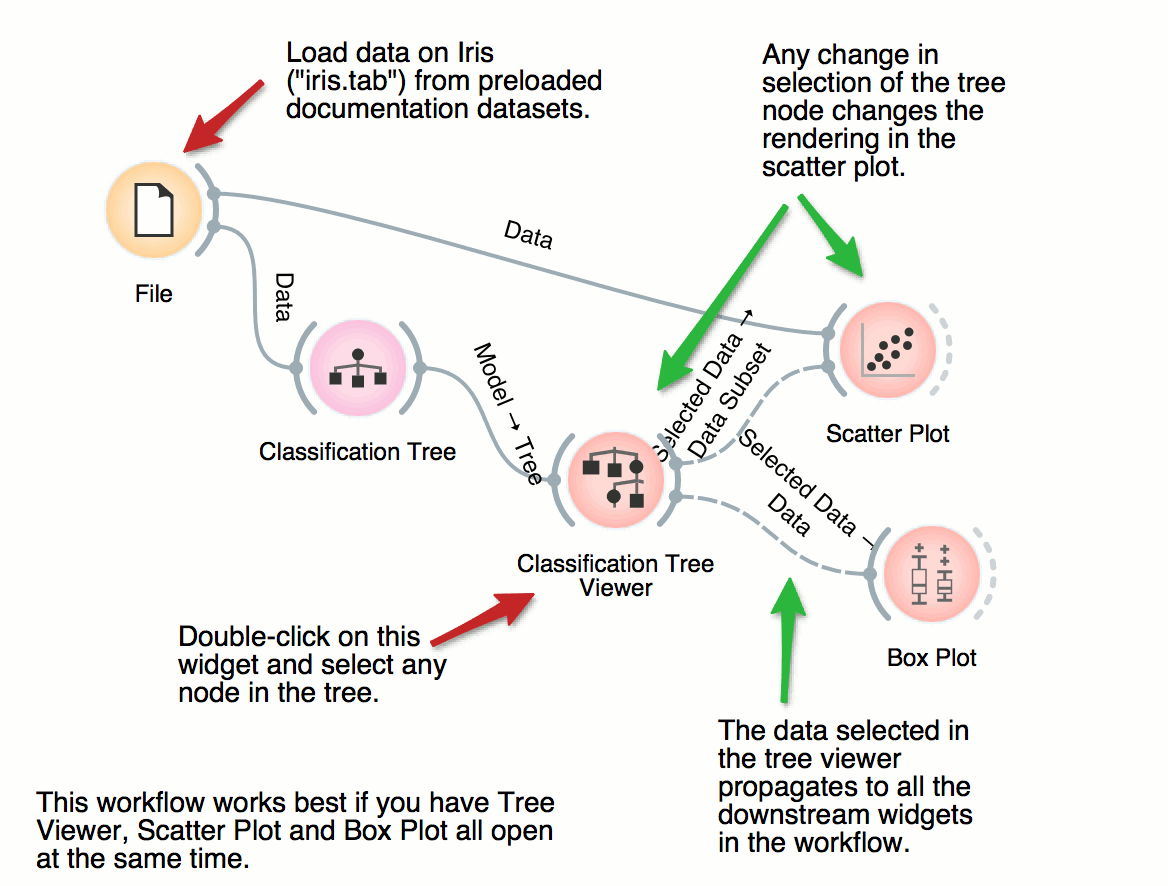 Load data on Iris
("iris.tab") from preloaded
documentation datasets.
Any change in
selection of the tree
node changes the
rendering in the
scatter plot.
Data
File
Data
Classification Tree
Model → Tree
Selected Data →
Data Subset
Scatter Plot
Selected Data →
Data
Classification Tree
Viewer
Box Plot
Double-click on this
widget and select any
node in the tree.
The data selected in
the tree viewer
propagates to all the
downstream widgets
in the workflow.
This workflow works best if you have Tree
Viewer, Scatter Plot and Box Plot all open
at the same time.